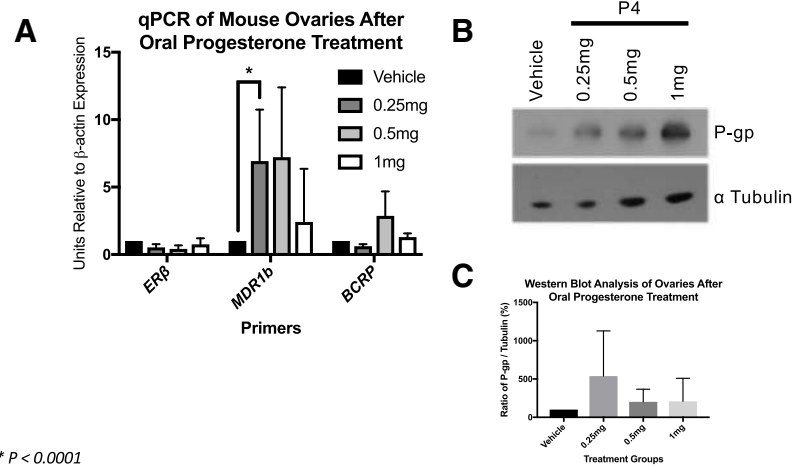 A
qPCR of Mouse Ovaries After
Oral Progesterone Treatment
Units Relative to β-actin Expression
15
10
5
0
*
Vehicle
0.25mg
0.5mg
1mg
ERβ
MDR1b
BCRP
Primers
* P < 0.0001
B
P4
Vehicle
0.25mg
0.5mg
1mg
P-gp
α Tubulin
C
Western Blot Analysis of Ovaries After
Oral Progesterone Treatment
Ratio of P-gp / Tubulin (%)
1500
1000
500
0
Vehicle
0.25mg
0.5mg
1mg
Treatment Groups